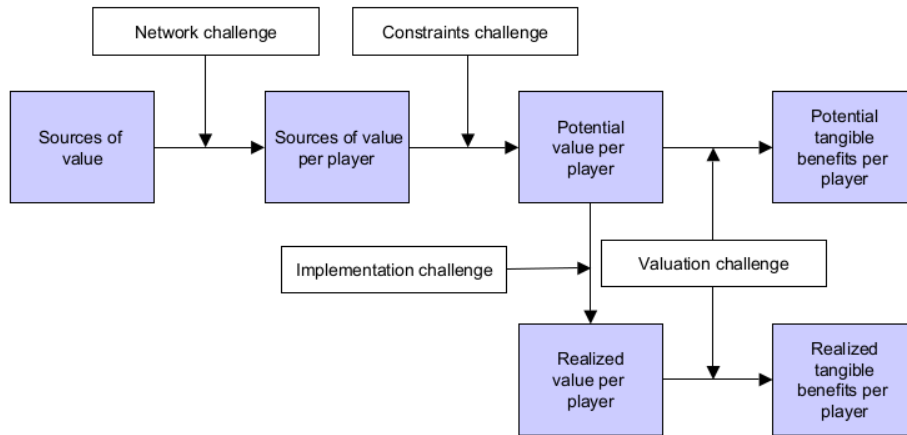 Network challenge
Constraints challenge
Sources of
value
Sources of value
per player
Potential
value per
player
Potential
tangible
benefits per
player
Implementation challenge
Valuation challenge
Realized
value per
player
Realized
tangible
benefits per
player